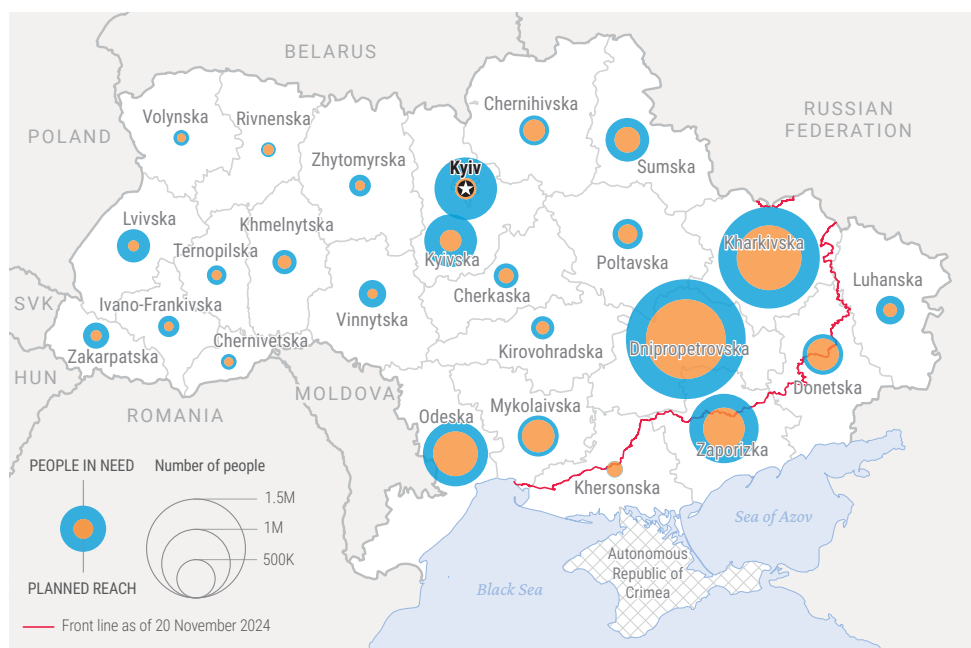 BELARUS
POLAND
RUSSIAN
FEDERATION
Volynska
Rivnenska
Chernihivska
Zhytomyrska
Kyiv
Sumska
Lvivska
Khmelnytska
Ternopilska
Kyivska
Poltavska
Kharkivska
Luhanska
Cherkaska
SVK
Ivano-Frankivska
Vinnytska
Zakarpatska
Chernivetska
Kirovohradska
Dnipropetrovska
Donetska
HUN
MOLDOVA
ROMANIA
Odeska
Mykolaivska
Zaporizka
Khersonska
PEOPLE IN NEED
Number of people
1.5M
1M
500K
PLANNED REACH
Sea of Azov
Autonomous
Republic of
Crimea
Black Sea
Front line as of 20 November 2024